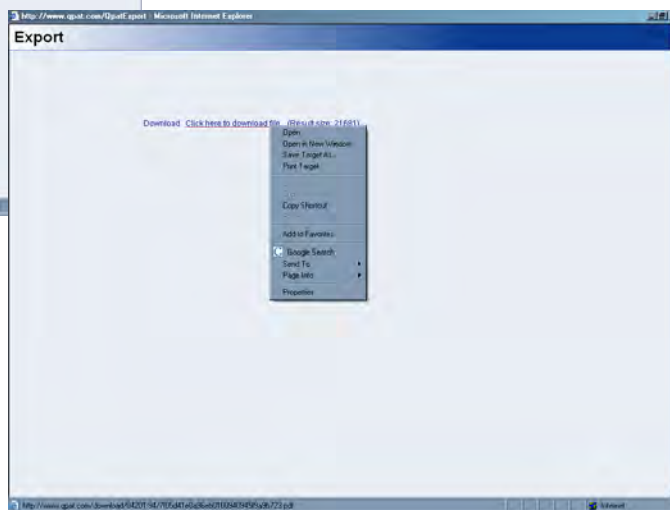 http://www.qpat.com/QpatExport - Microsoft Internet Explorer
Export
Download Click here to download file (Result size: 21681)
Open
Open in New Window
Save Target As...
Print Target
Copy Shortcut
Add to Favorites...
Google Search
Send To
Page Info
Properties
Internet